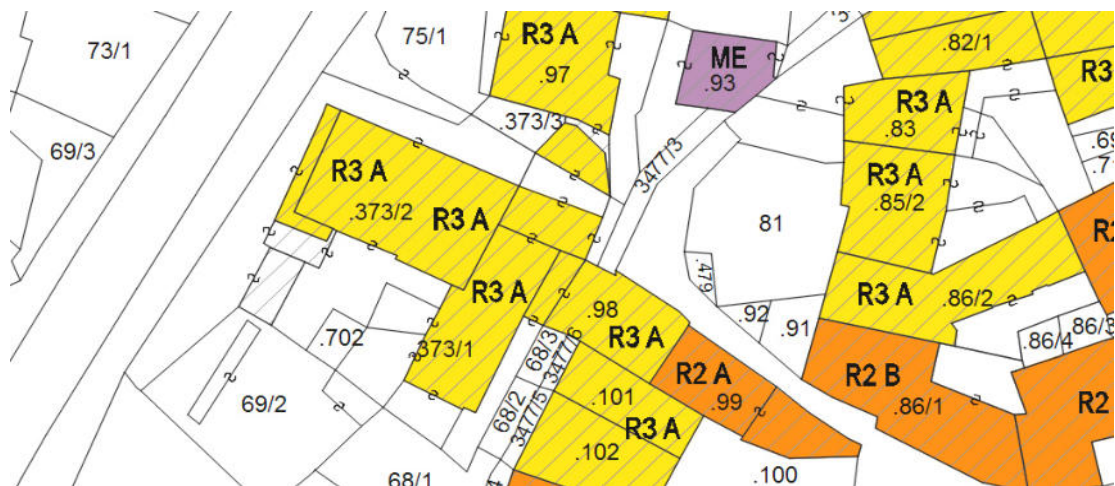 73/1
75/1
R3 A
.97
ME
.93
.82/1
R3
R3 A
.83
69/3
.373/3
3477/3
R3 A
.373/2
R3 A
R3 A
.85/2
81
.479
R3 A
.86/2
R3 A
.98
R3 A
.92
.91
.702
373/1
68/3
3477/6
.86/4
.86/3
R2 A
.99
R2 B
.86/1
R2
69/2
68/2
3477/5
.101
R3 A
.102
68/1
.100